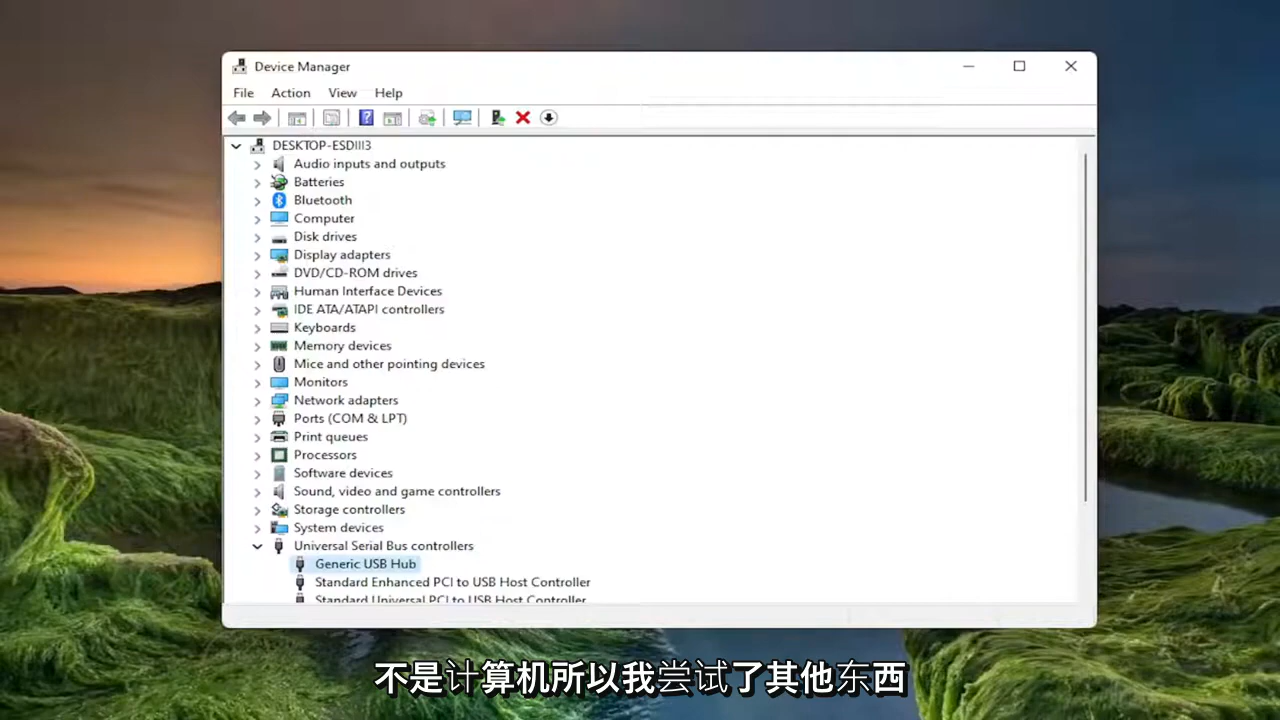 Device Manager
File Action View Help
DESKTOP-ESDIII3
Audio inputs and outputs
Batteries
Bluetooth
Computer
Disk drives
Display adapters
DVD/CD-ROM drives
Human Interface Devices
IDE ATA/ATAPI controllers
Keyboards
Memory devices
Mice and other pointing devices
Monitors
Network adapters
Ports (COM & LPT)
Print queues
Processors
Software devices
Sound, video and game controllers
Storage controllers
System devices
Universal Serial Bus controllers
Generic USB Hub
Standard Enhanced PCI to USB Host Controller
Standard Universal PCI to USB Host Controller
不是计算机所以我尝试了其他东西